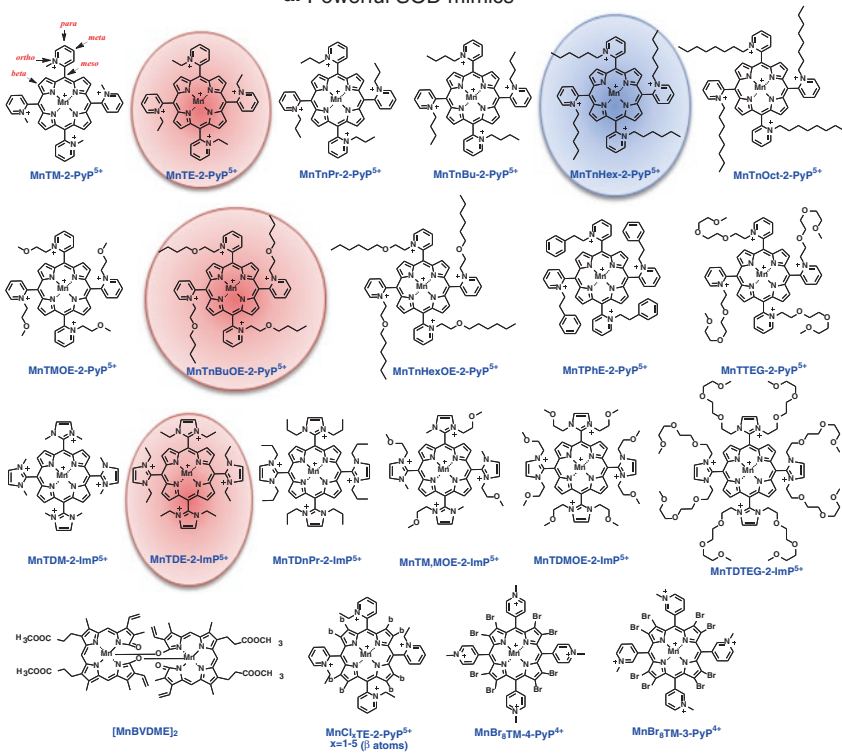 a. Powerful SOD mimics
para
meta
ortho
meso
beta
MnTM-2-PyP5+
MnTE-2-PyP5+
MnTnPr-2-PyP5+
MnTnBu-2-PyP5+
MnTnHex-2-PyP5+
MnTnOct-2-PyP5+
MnTMOE-2-PyP5+
MnTnBuOE-2-PyP5+
MnTnHexOE-2-PyP5+
MnTPhE-2-PyP5+
MnTTEG-2-PyP5+
MnTDM-2-ImP5+
MnTDE-2-ImP5+
MnTDnPr-2-ImP5+
MnTM,MOE-2-ImP5+
MnTDMOE-2-ImP5+
MnTDTEG-2-ImP5+
H3COOC
COOCH 3
H3COOC
COOCH 3
[MnBVDME]2
MnClxTE-2-PyP5+
x=1-5 (β atoms)
MnBr8TM-4-PyP4+
MnBr8TM-3-PyP4+